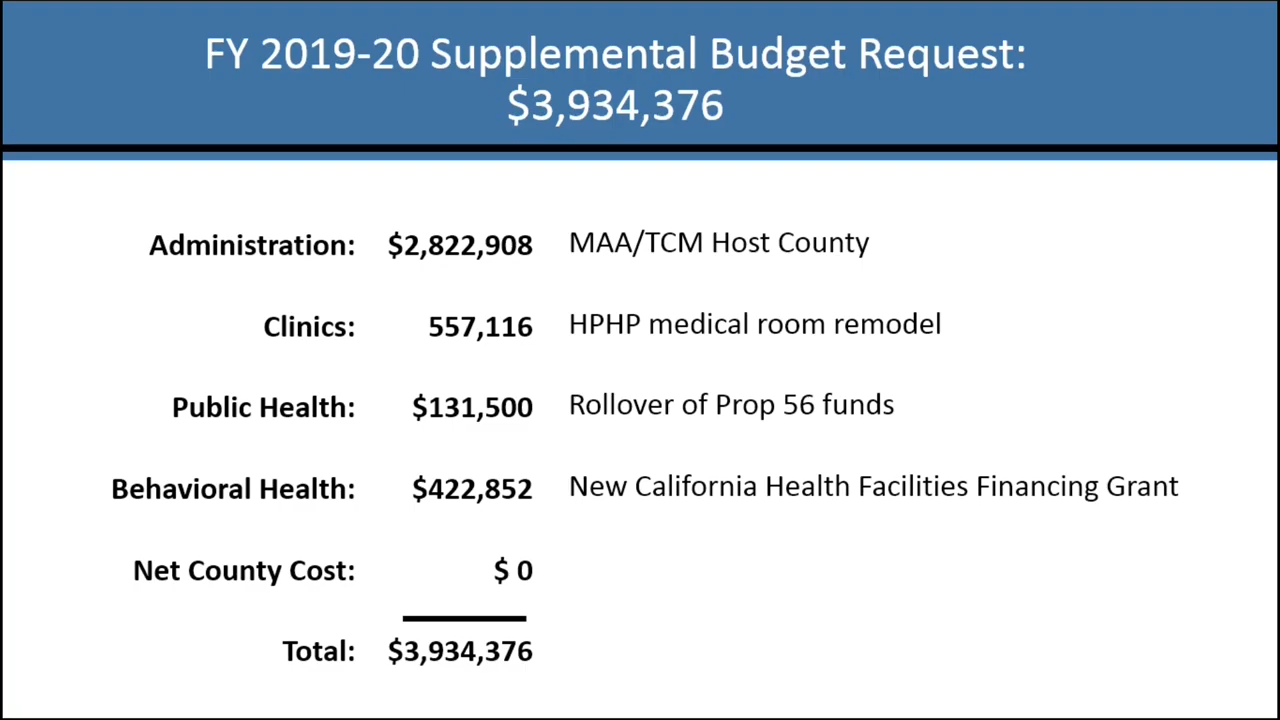 FY 2019-20 Supplemental Budget Request:
$3,934,376
Administration: $2,822,908 MAA/TCM Host County
Clinics: 557,116 HPHP medical room remodel
Public Health: $131,500 Rollover of Prop 56 funds
Behavioral Health: $422,852 New California Health Facilities Financing Grant
Net County Cost: $ 0
Total: $3,934,376